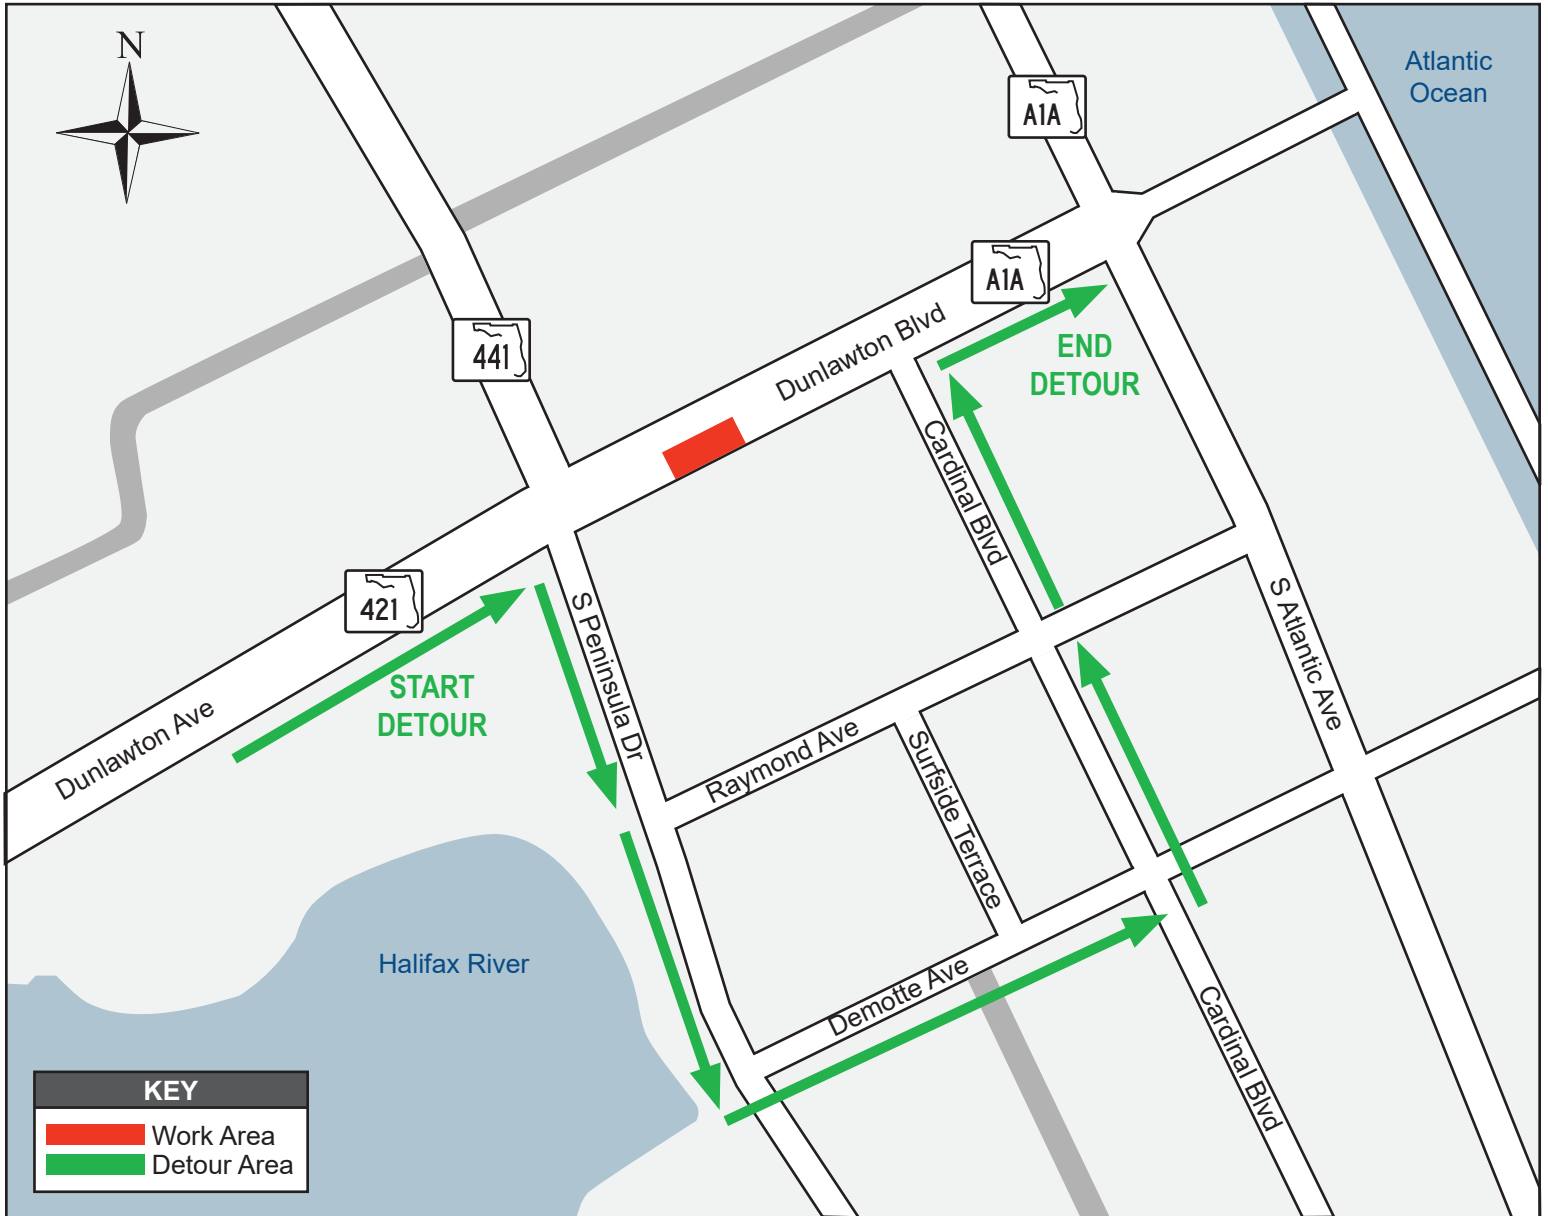 N
Atlantic
Ocean
A1A
A1A
Dunlawton Blvd
441
END
DETOUR
Cardinal Blvd
421
S Peninsula Dr
S Atlantic Ave
START
DETOUR
Dunlawton Ave
Raymond Ave
Surfside Terrace
Halifax River
Demotte Ave
Cardinal Blvd
KEY
Work Area
Detour Area